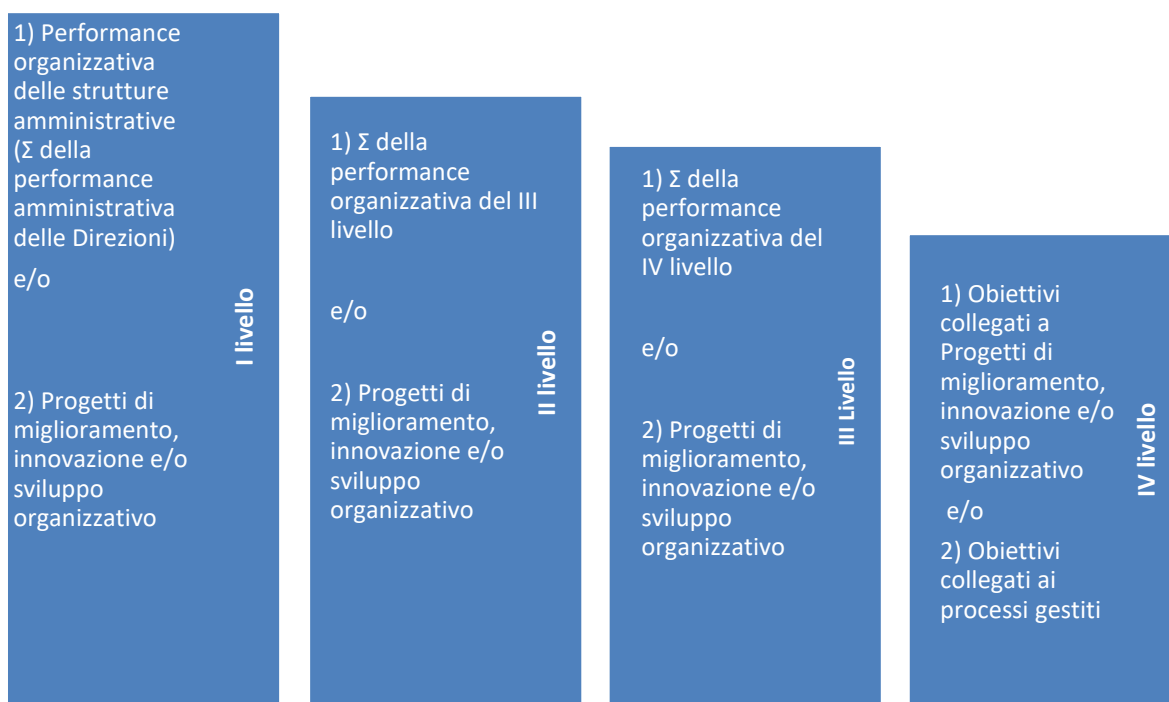 1) Performance
organizzativa
delle strutture
amministrative
(Σ della
performance
amministrativa
delle Direzioni)
e/o
2) Progetti di
miglioramento,
innovazione e/o
sviluppo
organizzativo
I livello
1) Σ della
performance
organizzativa del III
livello
e/o
2) Progetti di
miglioramento,
innovazione e/o
sviluppo
organizzativo
II livello
1) Σ della
performance
organizzativa del
IV livello
e/o
2) Progetti di
miglioramento,
innovazione e/o
sviluppo
organizzativo
III Livello
1) Obiettivi
collegati a
Progetti di
miglioramento,
innovazione e/o
sviluppo
organizzativo
e/o
2) Obiettivi
collegati ai
processi gestiti
IV livello